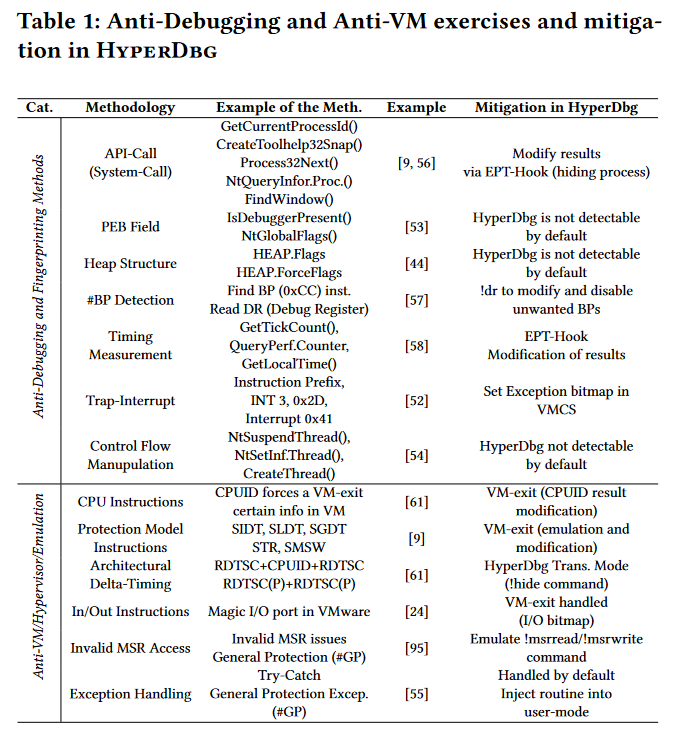 Table 1: Anti-Debugging and Anti-VM exercises and mitiga-
tion in HyperDbg
Cat. Methodology Example of the Meth. Example Mitigation in HyperDbg
Anti-Debugging and Fingerprinting Methods
API-Call
(System-Call)
GetCurrentProcessId()
CreateToolhelp32Snap()
Process32Next()
NtQueryInfor.Proc.()
FindWindow()
[9, 56]
Modify results
via EPT-Hook (hiding process)
PEB Field
IsDebuggerPresent()
NtGlobalFlags()
[53]
HyperDbg is not detectable
by default
Heap Structure
HEAP.Flags
HEAP.ForceFlags
[44]
HyperDbg is not detectable
by default
#BP Detection
Find BP (0xCC) inst.
Read DR (Debug Register)
[57]
!dr to modify and disable
unwanted BPs
Timing
Measurement
GetTickCount(),
QueryPerf.Counter,
GetLocalTime()
[58]
EPT-Hook
Modification of results
Trap-Interrupt
Instruction Prefix,
INT 3, 0x2D,
Interrupt 0x41
[52]
Set Exception bitmap in
VMCS
Control Flow
Manupulation
NtSuspendThread(),
NtSetInf.Thread(),
CreateThread()
[54]
HyperDbg not detectable
by default
Anti-VM/Hypervisor/Emulation
CPU Instructions
CPUID forces a VM-exit
certain info in VM
[61]
VM-exit (CPUID result
modification)
Protection Model
Instructions
SIDT, SLDT, SGDT
STR, SMSW
[9]
VM-exit (emulation and
modification)
Architectural
Delta-Timing
RDTSC+CPUID+RDTSC
RDTSC(P)+RDTSC(P)
[61]
HyperDbg Trans. Mode
(!hide command)
In/Out Instructions
Magic I/O port in VMware
[24]
VM-exit handled
(I/O bitmap)
Invalid MSR Access
Invalid MSR issues
General Protection (#GP)
[95]
Emulate !msrread/!msrwrite
command
Exception Handling
Try-Catch
General Protection Excep.
(#GP)
[55]
Handled by default
Inject routine into
user-mode